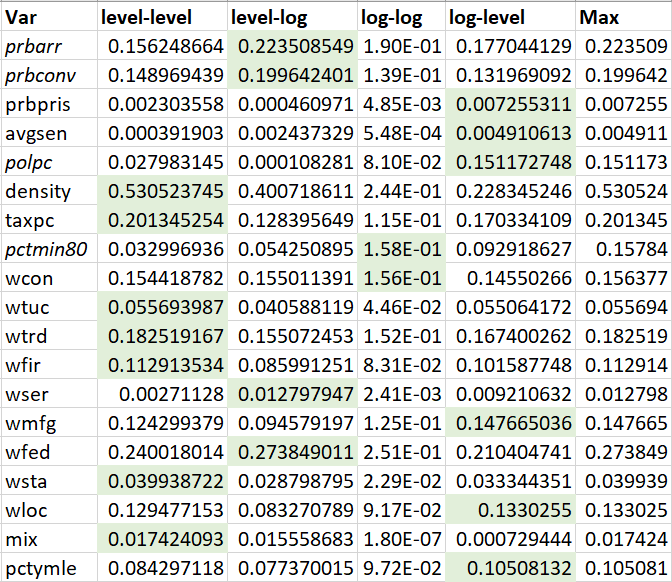 Var level-level level-log log-log log-level Max
prbarr 0.156248664 0.223508549 1.90E-01 0.177044129 0.223509
prbconv 0.148969439 0.199642401 1.39E-01 0.131969092 0.199642
prbpris 0.002303558 0.000460971 4.85E-03 0.007255311 0.007255
avgsen 0.000391903 0.002437329 5.48E-04 0.004910613 0.004911
polpc 0.027983145 0.000108281 8.10E-02 0.151172748 0.151173
density 0.530523745 0.400718611 2.44E-01 0.228345246 0.530524
taxpc 0.201345254 0.128395649 1.15E-01 0.170334109 0.201345
pctmin80 0.032996936 0.054250895 1.58E-01 0.092918627 0.15784
wcon 0.154418782 0.155011391 1.56E-01 0.14550266 0.156377
wtuc 0.055693987 0.040588119 4.46E-02 0.055064172 0.055694
wtrd 0.182519167 0.155072453 1.52E-01 0.167400262 0.182519
wfir 0.112913534 0.085991251 8.31E-02 0.101587748 0.112914
wser 0.00271128 0.012797947 2.41E-03 0.009210632 0.012798
wmfg 0.124299379 0.094579197 1.25E-01 0.147665036 0.147665
wfed 0.240018014 0.273849011 2.51E-01 0.210404741 0.273849
wsta 0.039938722 0.028798795 2.29E-02 0.033344351 0.039939
wloc 0.129477153 0.083270789 9.17E-02 0.1330255 0.133025
mix 0.017424093 0.015558683 1.80E-07 0.000729444 0.017424
pctymle 0.084297118 0.077370015 9.72E-02 0.10508132 0.105081